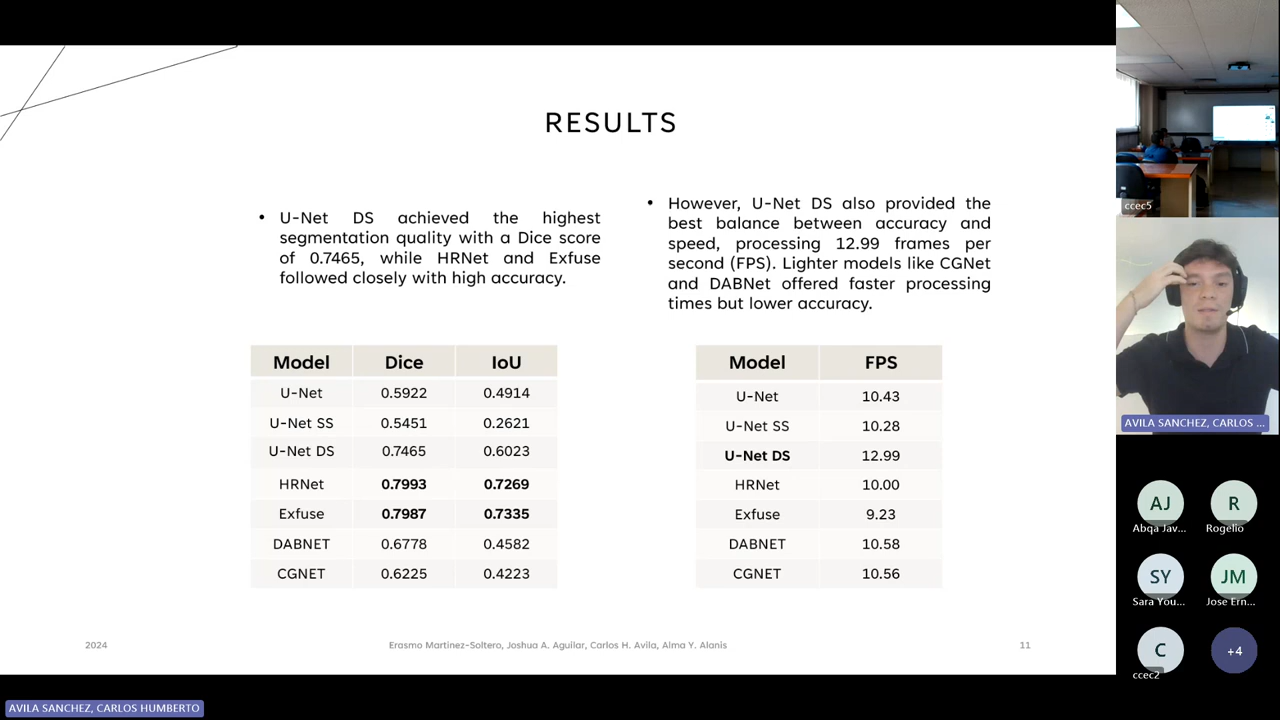 RESULTS
• U-Net DS achieved the highest
segmentation quality with a Dice score
of 0.7465, while HRNet and Exfuse
followed closely with high accuracy.
• However, U-Net DS also provided the
best balance between accuracy and
speed, processing 12.99 frames per
second (FPS). Lighter models like CGNet
and DABNet offered faster processing
times but lower accuracy.
Model Dice IoU
U-Net 0.5922 0.4914
U-Net SS 0.5451 0.2621
U-Net DS 0.7465 0.6023
HRNet 0.7993 0.7269
Exfuse 0.7987 0.7335
DABNET 0.6778 0.4582
CGNET 0.6225 0.4223
Model FPS
U-Net 10.43
U-Net SS 10.28
U-Net DS 12.99
HRNet 10.00
Exfuse 9.23
DABNET 10.58
CGNET 10.56
2024
Erasmo Martinez-Soltero, Joshua A. Aguilar, Carlos H. Avila, Alma Y. Alanis
11
ccec5
AVILA SANCHEZ, CARLOS ...
AJ
Abqa Jav...
R
Rogelio
SY
Sara You...
JM
Jose Ern...
C
ccec2
+4
AVILA SANCHEZ, CARLOS HUMBERTO